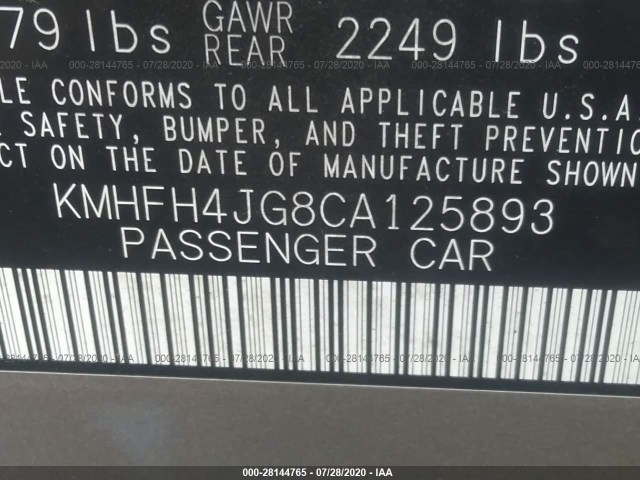 79 lbs GAWR REAR 2249 lbs
LE CONFORMS TO ALL APPLICABLE U.S.A
SAFETY, BUMPER, AND THEFT PREVENTIO
CT ON THE DATE OF MANUFACTURE SHOWN
KMHFH4JG8CA125893
PASSENGER CAR
000-28144765 / 07/28/2020 - IAA